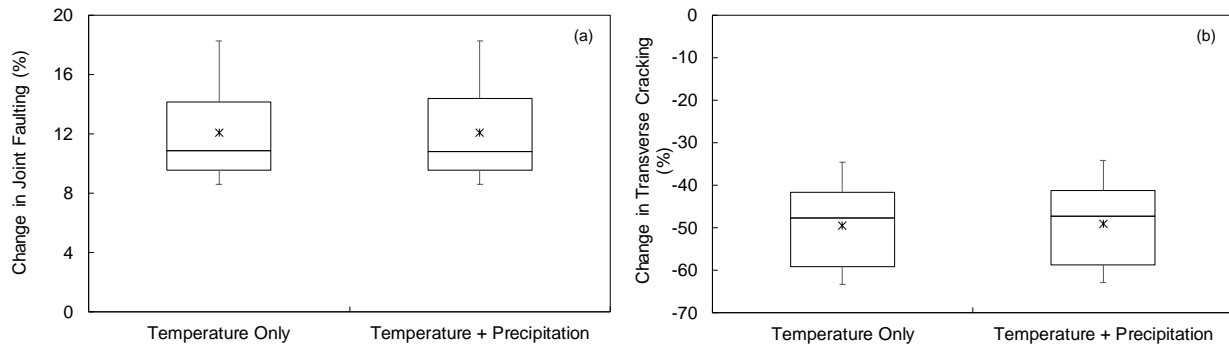 Change in Joint Faulting (%)
20
16
12
8
4
0
(a)
Temperature Only
Temperature + Precipitation
Change in Transverse Cracking
(%)
0
-10
-20
-30
-40
-50
-60
-70
(b)
Temperature Only
Temperature + Precipitation